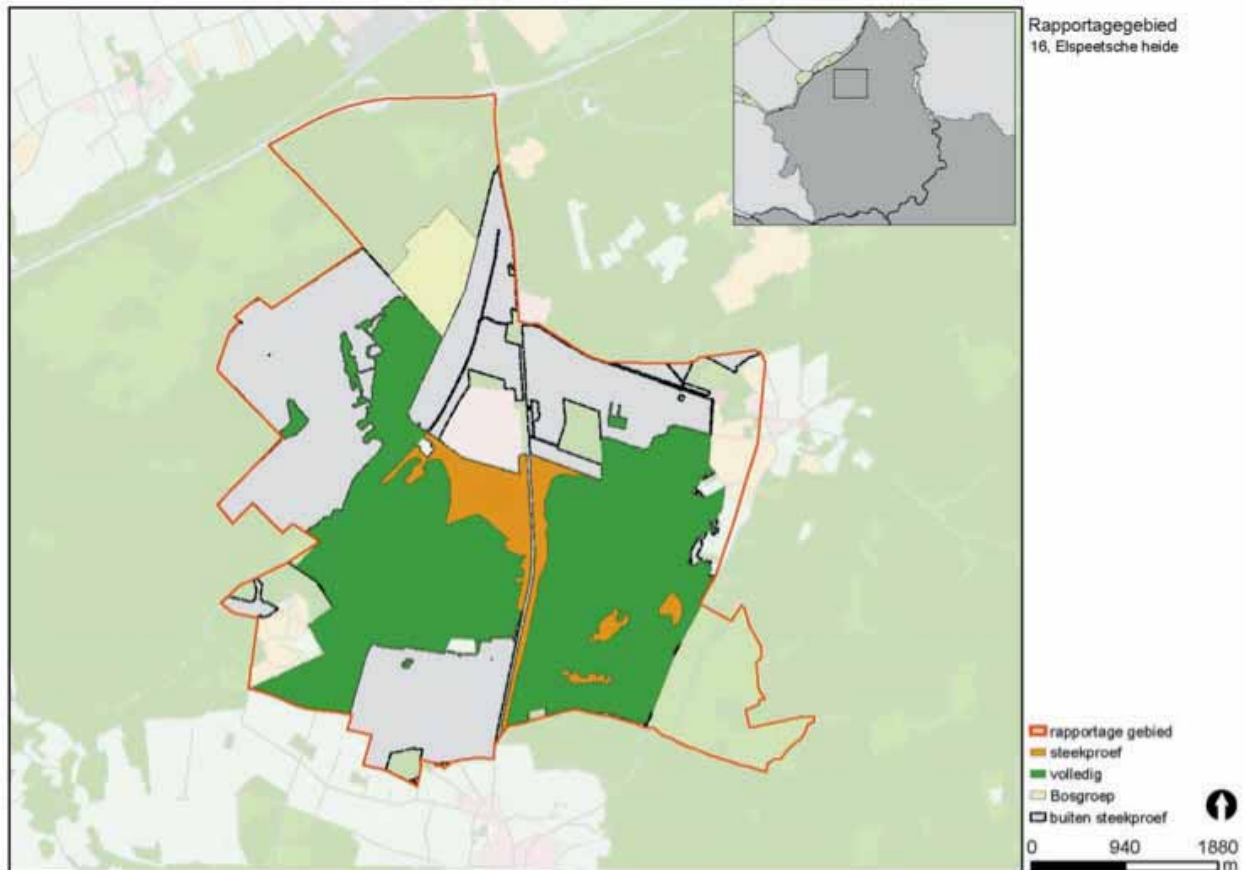 Rapportagegebied
16, Elspeetsche heide
rapportage gebied
steekproef
volledig
Bosgroep
buiten steekproef
0 940 1880
m